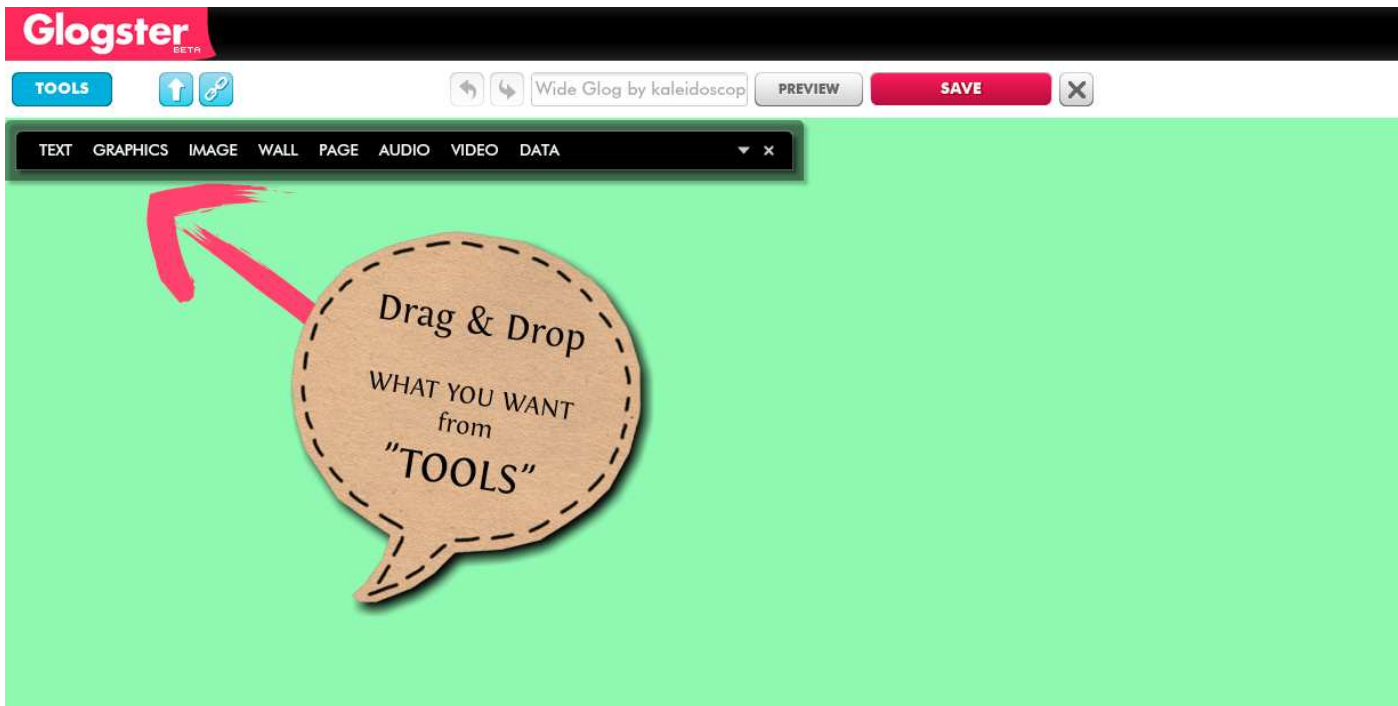 Glogster
BETA
TOOLS
Wide Glog by kaleidoscop
PREVIEW
SAVE
TEXT GRAPHICS IMAGE WALL PAGE AUDIO VIDEO DATA
Drag & Drop
WHAT YOU WANT
from
"TOOLS"